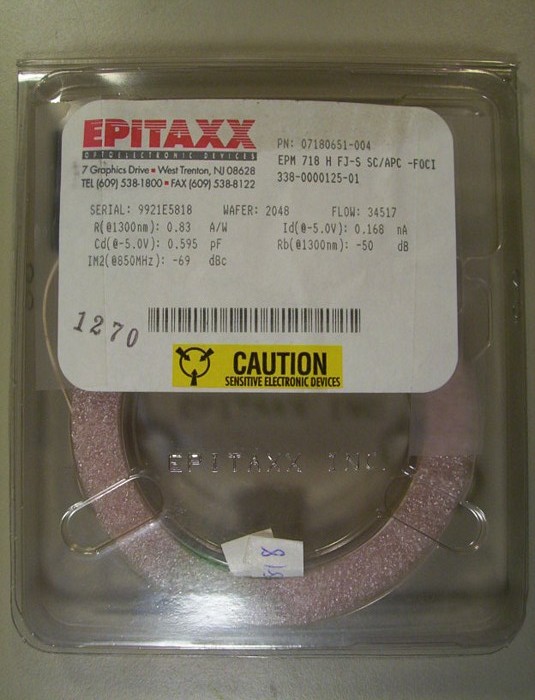 EPITAXX
OPTOELECTRONIC DEVICES
7 Graphics Drive ▪ West Trenton, NJ 08628
TEL (609) 538-1800 ▪ FAX (609) 538-8122
PN: 07180651-004
EPM 718 H FJ-S SC/APC -FOCI
338-0000125-01
SERIAL: 9921E5818 WAFER: 2048 FLOW: 34517
R(@1300nm): 0.83 A/W Id(@-5.0V): 0.168 nA
Cd(@-5.0V): 0.595 pF Rb(@1300nm): -50 dB
IM2(@850MHz): -69 dBc
1270
CAUTION
SENSITIVE ELECTRONIC DEVICES
EPITAXX INC.
818